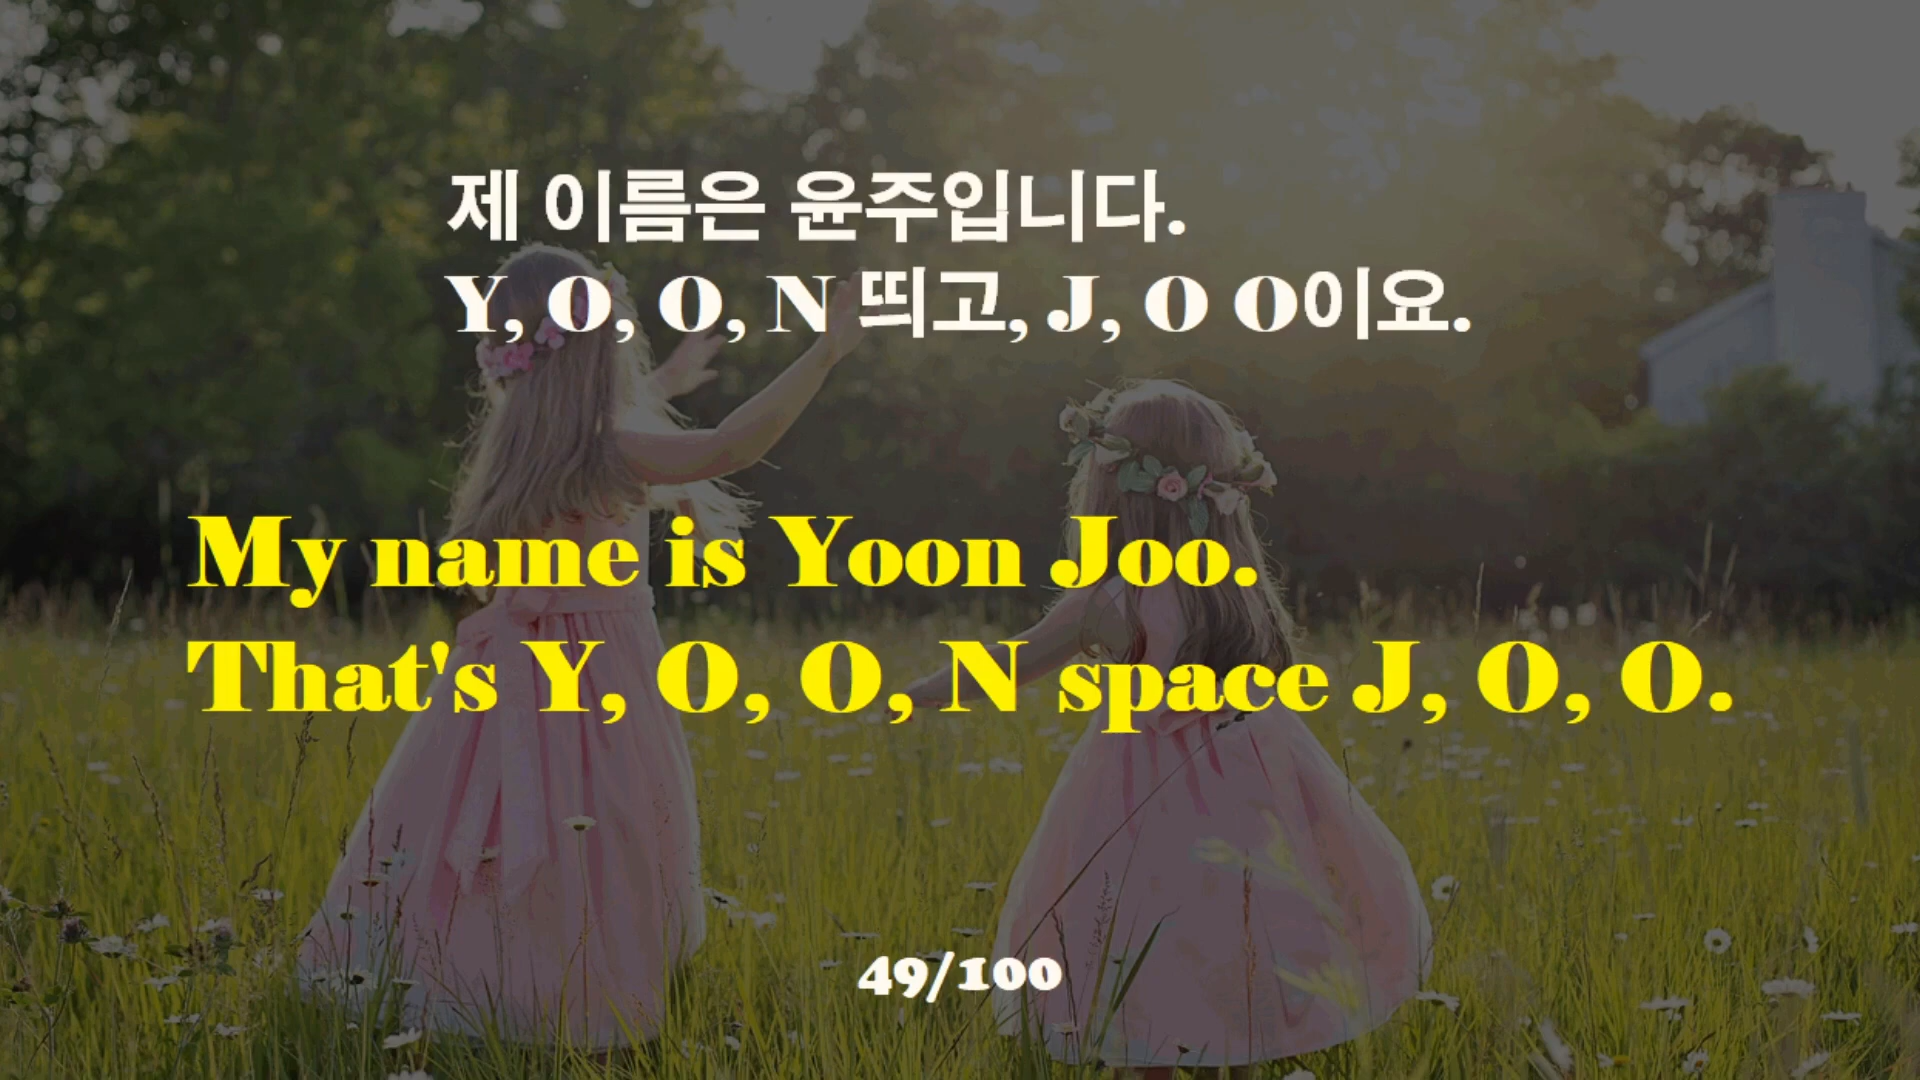 제 이름은 윤주입니다.
Y, O, O, N 띄고, J, O O이요.
My name is Yoon Joo.
That's Y, O, O, N space J, O, O.
49/100